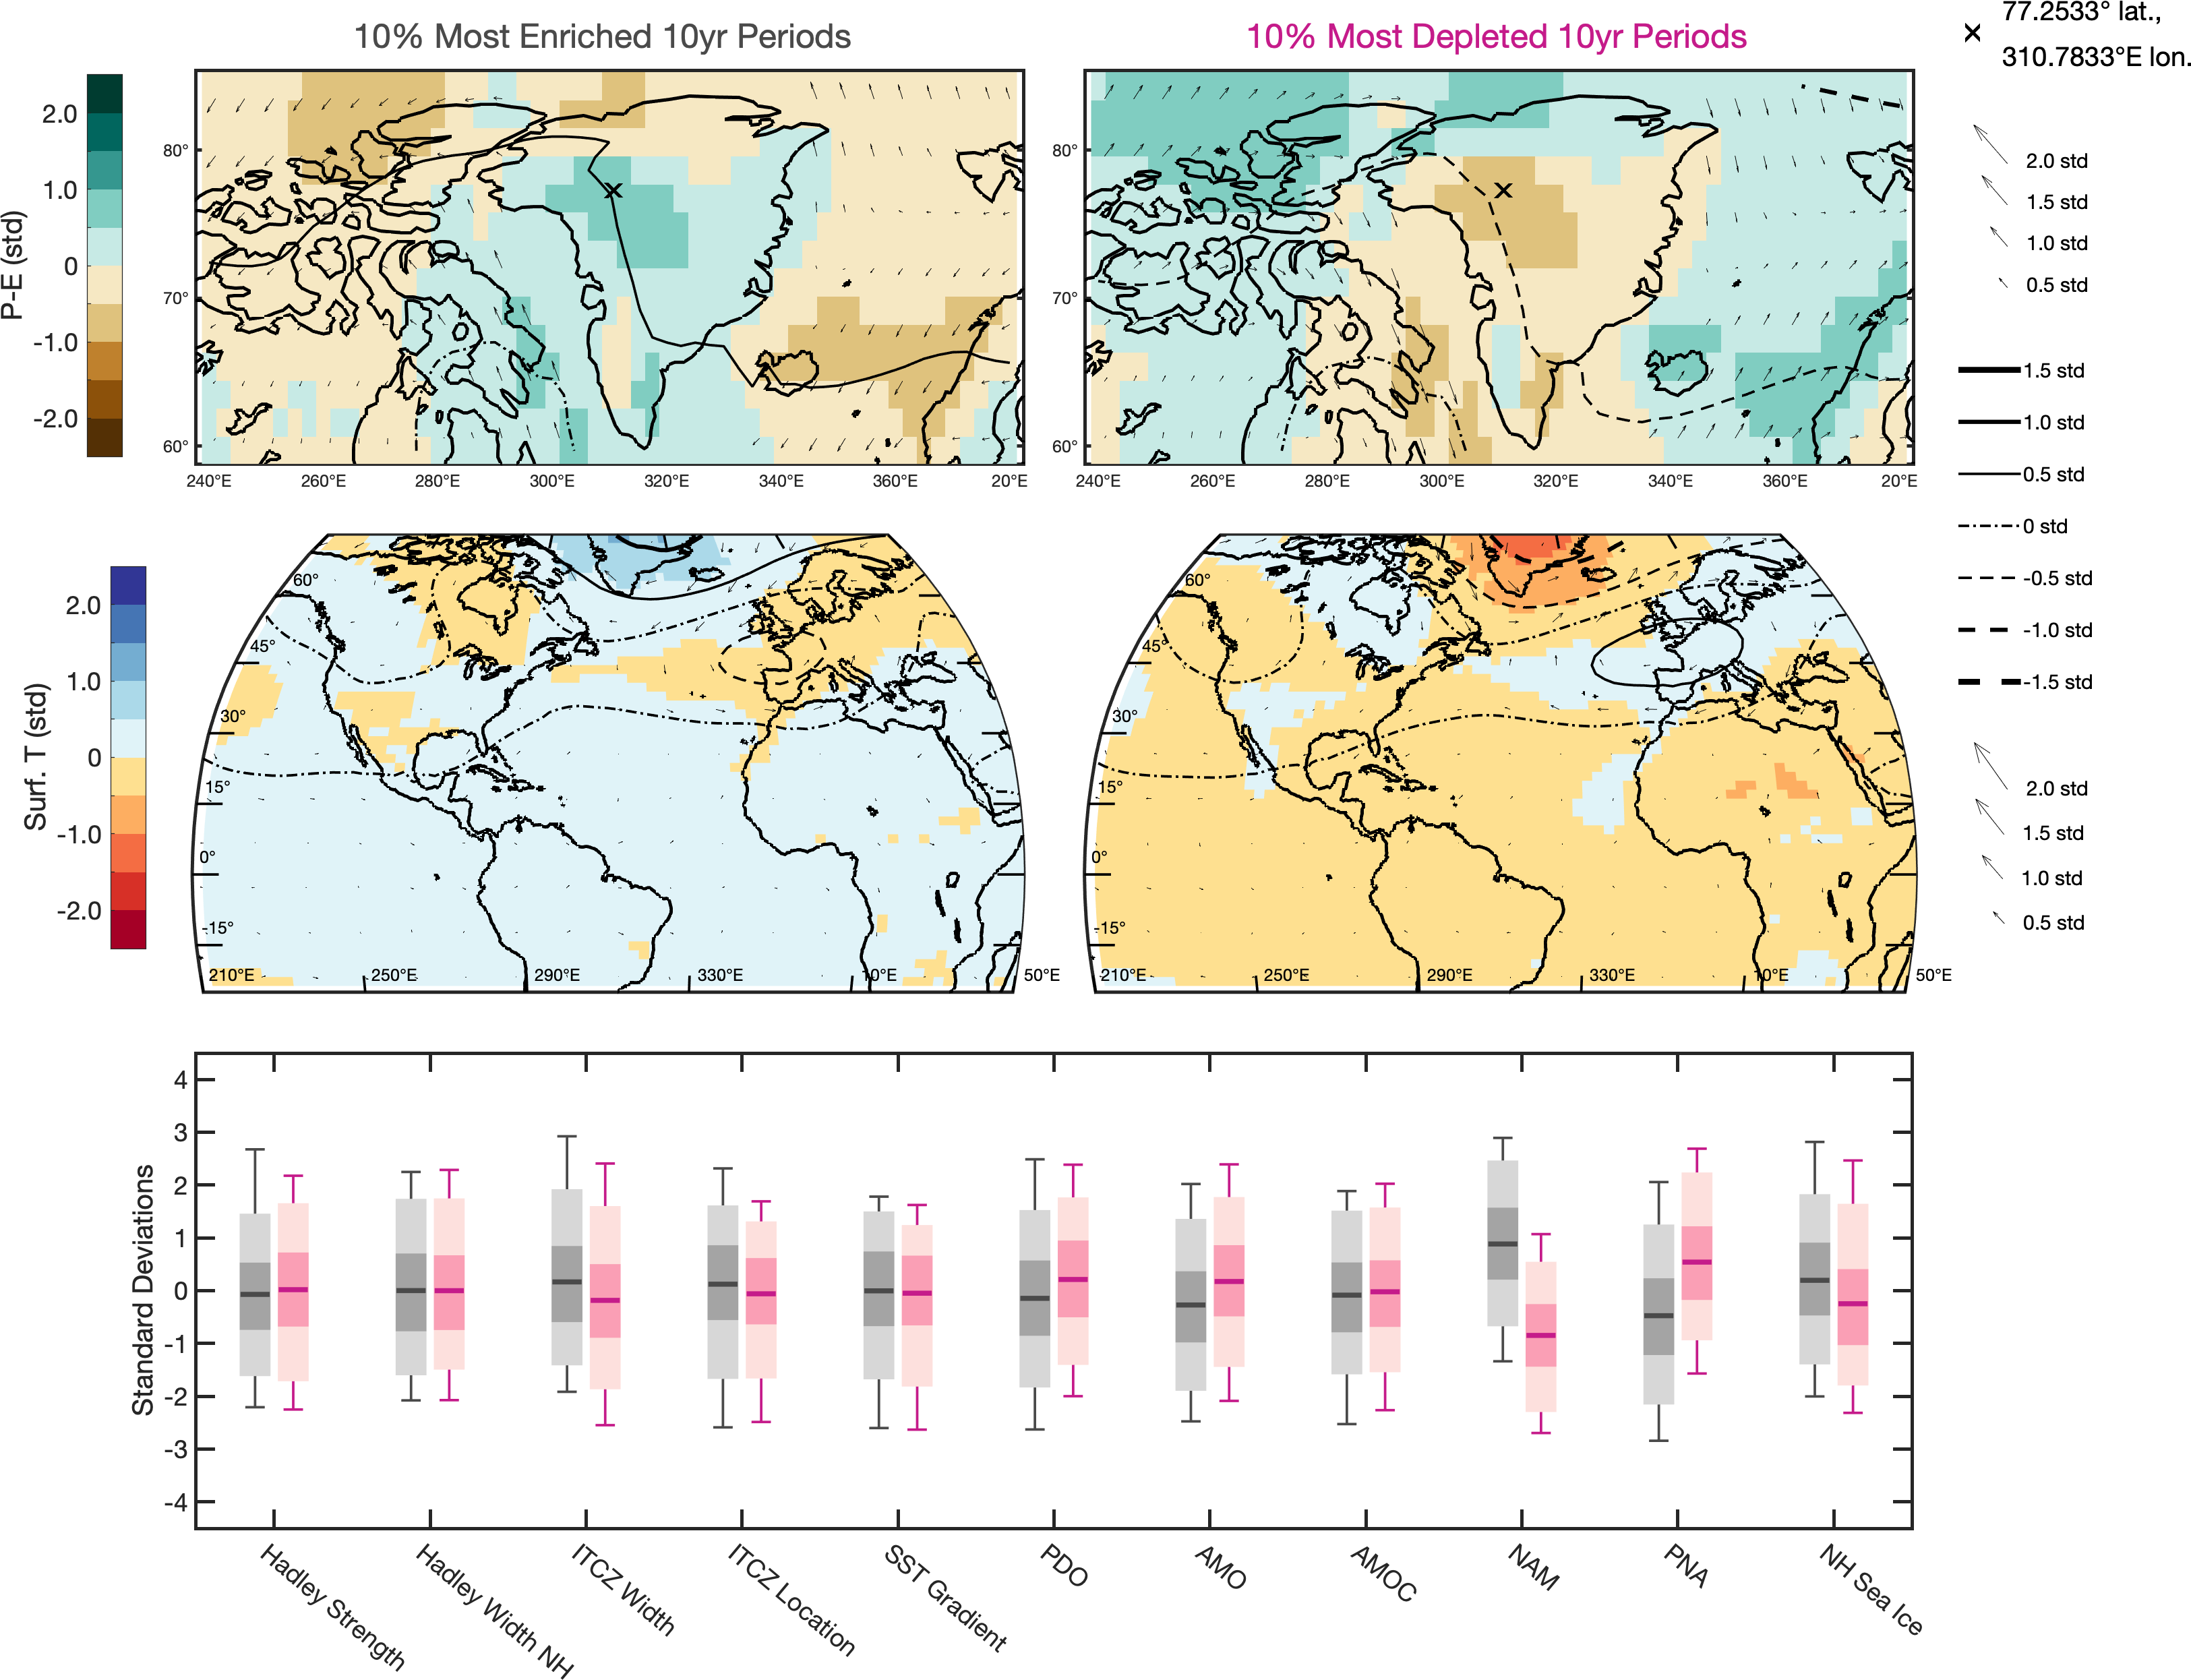 10% Most Enriched 10yr Periods
10% Most Depleted 10yr Periods
77.2533° lat.,
310.7833°E lon.
P-E (std)
2.0
1.0
0
-1.0
-2.0
80°
70°
60°
240°E 260°E 280°E 300°E 320°E 340°E 360°E 20°E
80°
70°
60°
240°E 260°E 280°E 300°E 320°E 340°E 360°E 20°E
2.0 std
1.5 std
1.0 std
0.5 std
1.5 std
1.0 std
0.5 std
0 std
-0.5 std
-1.0 std
-1.5 std
Surf. T (std)
2.0
1.0
0
-1.0
-2.0
60°
45°
30°
15°
0°
-15°
210°E 250°E 290°E 330°E 10°E 50°E
60°
45°
30°
15°
0°
-15°
210°E 250°E 290°E 330°E 10°E 50°E
2.0 std
1.5 std
1.0 std
0.5 std
Standard Deviations
4
3
2
1
0
-1
-2
-3
-4
Hadley Strength
Hadley Width NH
ITCZ Width
ITCZ Location
SST Gradient
PDO
AMO
AMOC
NAM
PNA
NH Sea Ice